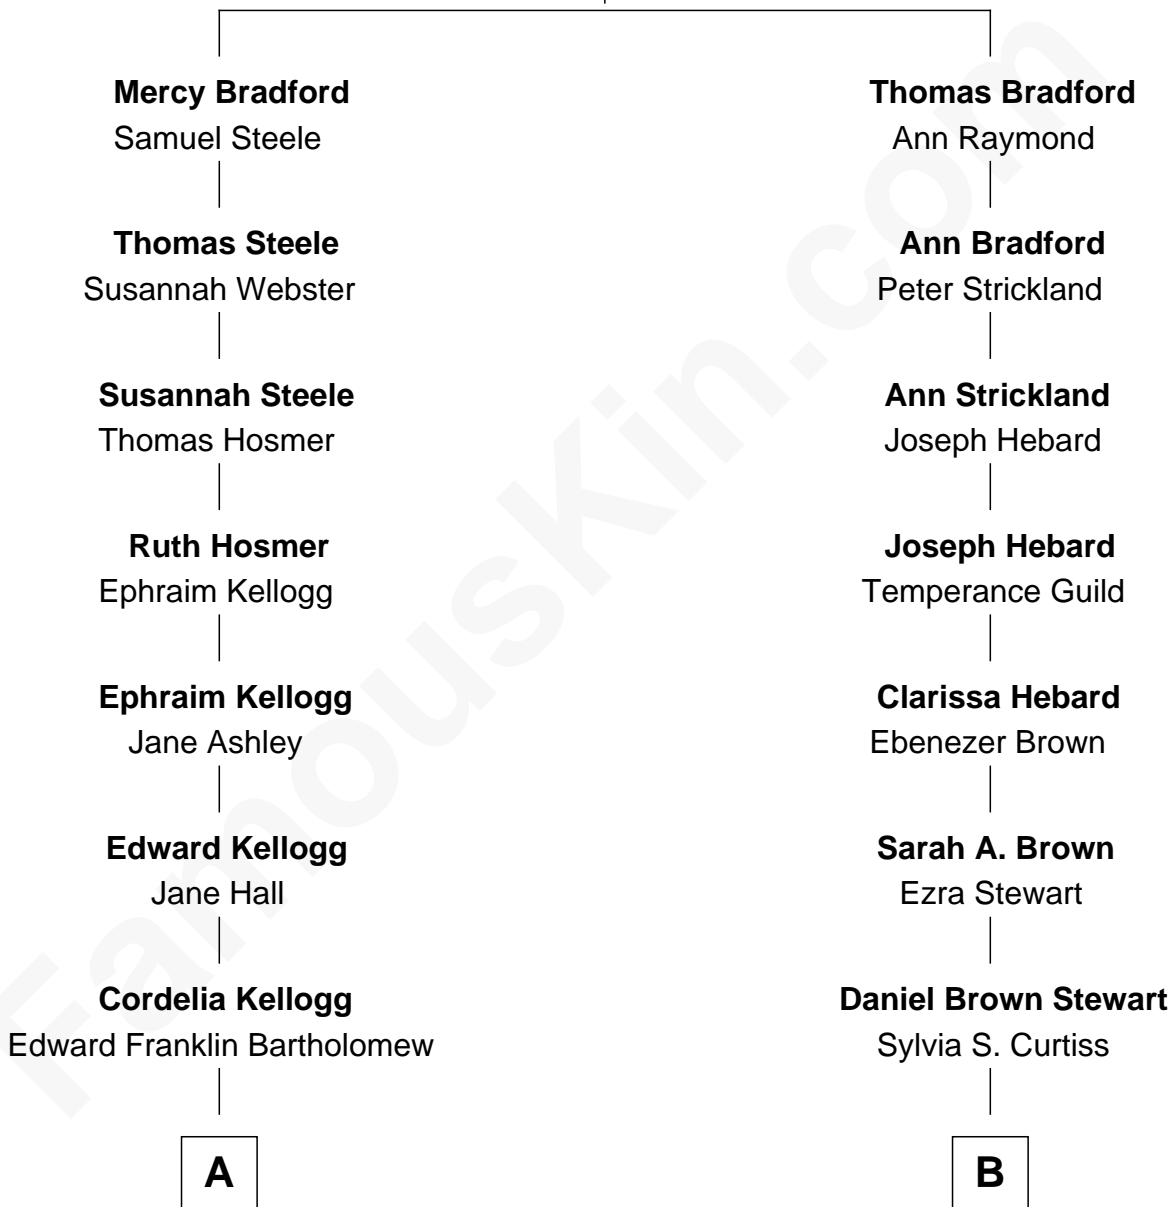 Mercy Bradford
Samuel Steele
Thomas Steele
Susannah Webster
Susannah Steele
Thomas Hosmer
Ruth Hosmer
Ephraim Kellogg
Ephraim Kellogg
Jane Ashley
Edward Kellogg
Jane Hall
Cordelia Kellogg
Edward Franklin Bartholomew
A
Thomas Bradford
Ann Raymond
Ann Bradford
Peter Strickland
Ann Strickland
Joseph Hebard
Joseph Hebard
Temperance Guild
Clarissa Hebard
Ebenezer Brown
Sarah A. Brown
Ezra Stewart
Daniel Brown Stewart
Sylvia S. Curtiss
B
FamousKin.com